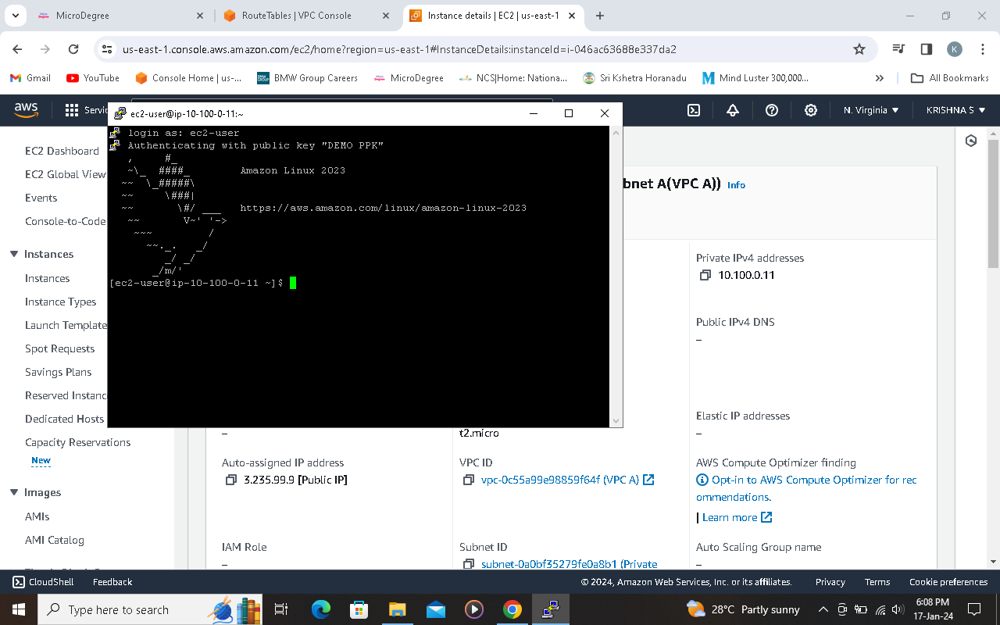 MicroDegree
RouteTables | VPC Console
Instance details | EC2 | us-east-1
us-east-1.console.aws.amazon.com/ec2/home?region=us-east-1#InstanceDetails:instanceId=i-046ac63688e337da2
K
Gmail
YouTube
Console Home | us-...
BMW Group Careers
MicroDegree
NCS|Home: Nationa...
Sri Kshetra Horanadu
Mind Luster 300,000...
All Bookmarks
aws
Servic
N. Virginia
KRISHNA S
ec2-user@ip-10-100-0-11:~
login as: ec2-user
Authenticating with public key "DEMO PPK"
   ,     #_
   ~\_  ####_        Amazon Linux 2023
  ~~  \_#####\
  ~~     \###|
  ~~       \#/ ___   https://aws.amazon.com/linux/amazon-linux-2023
   ~~       V~' '->
    ~~~         /
      ~~._.   _/
         _/ _/
       _/m/'
[ec2-user@ip-10-100-0-11 ~]$
EC2 Dashboard
EC2 Global View
Events
Console-to-Code
Instances
Instances
Instance Types
Launch Template
Spot Requests
Savings Plans
Reserved Instanc
Dedicated Hosts
Capacity Reservations
New
Images
AMIs
AMI Catalog
bnet A(VPC A)) Info
Private IPv4 addresses
10.100.0.11
Public IPv4 DNS
–
Elastic IP addresses
–
–
t2.micro
Auto-assigned IP address
3.235.99.9 [Public IP]
VPC ID
vpc-0c55a99e98859f64f (VPC A)
AWS Compute Optimizer finding
Opt-in to AWS Compute Optimizer for rec
ommendations.
| Learn more
IAM Role
–
Subnet ID
subnet-0a0bf35279fe0a8b1 (Private
Auto Scaling Group name
–
CloudShell
Feedback
© 2024, Amazon Web Services, Inc. or its affiliates.
Privacy
Terms
Cookie preferences
Type here to search
28°C Partly sunny
6:08 PM
17-Jan-24